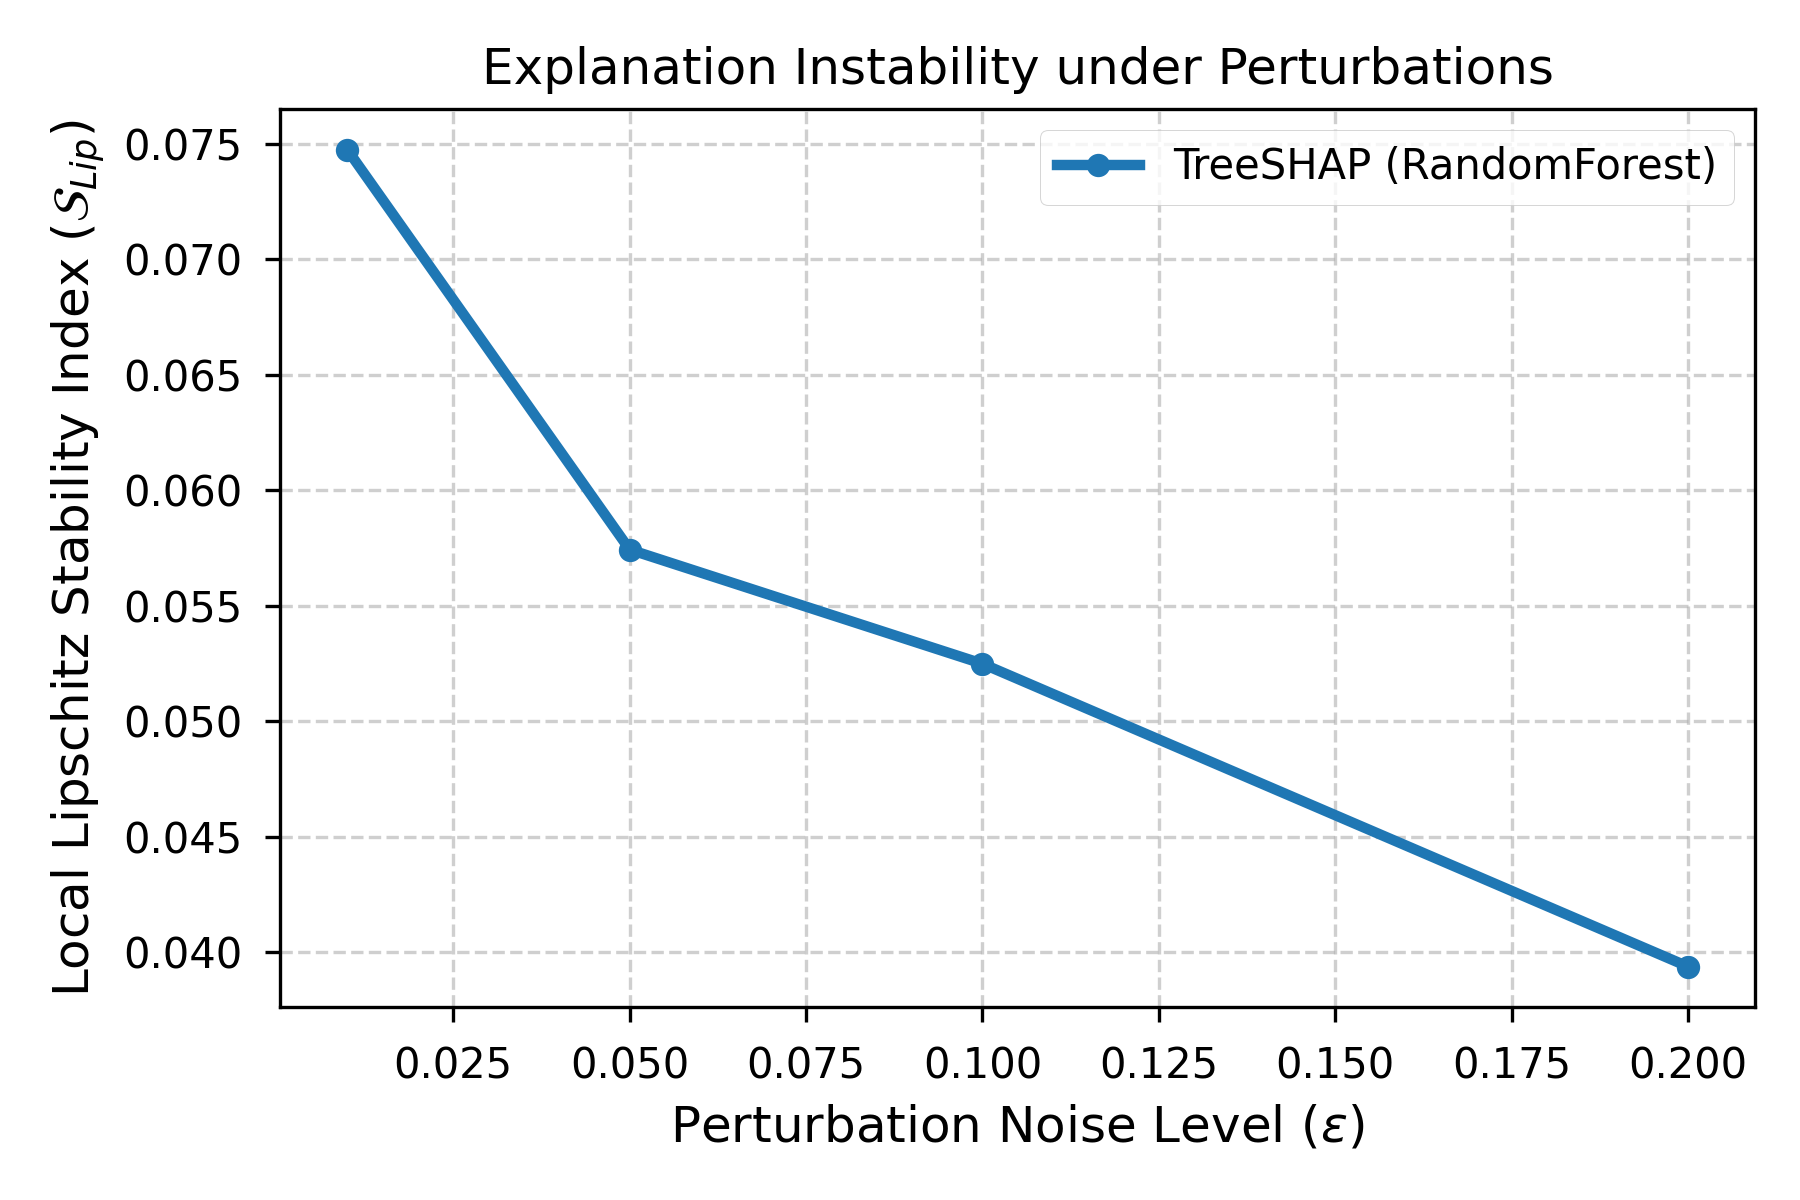 Explanation Instability under Perturbations
Local Lipschitz Stability Index (𝒮_Lip)
0.075
0.070
0.065
0.060
0.055
0.050
0.045
0.040
TreeSHAP (RandomForest)
0.025 0.050 0.075 0.100 0.125 0.150 0.175 0.200
Perturbation Noise Level (ε)